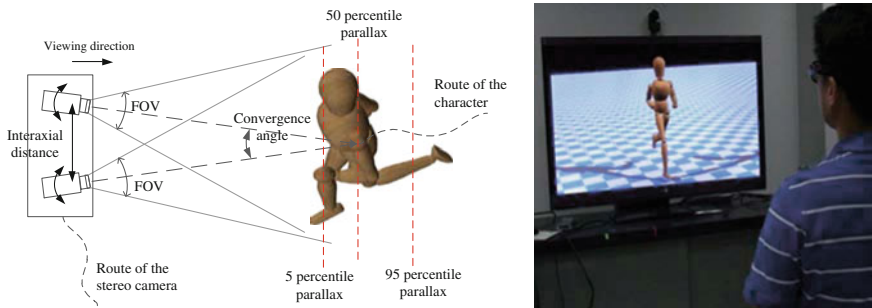 50 percentile
parallax
Viewing direction
Route of the
character
FOV
Convergence
angle
Interaxial
distance
FOV
Route of the
stereo camera
5 percentile
parallax
95 percentile
parallax